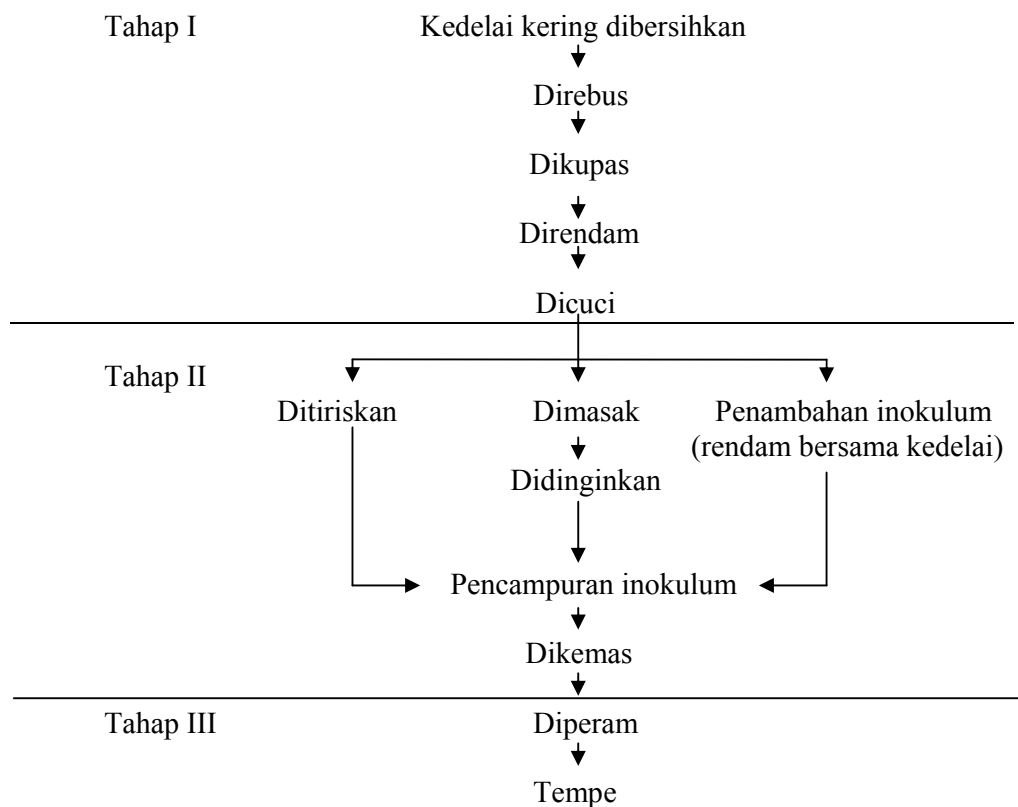 Tahap I
Kedelai kering dibersihkan
Direbus
Dikupas
Direndam
Dicuci
Tahap II
Ditiriskan
Dimasak
Penambahan inokulum
(rendam bersama kedelai)
Didinginkan
Pencampuran inokulum
Dikemas
Tahap III
Diperam
Tempe